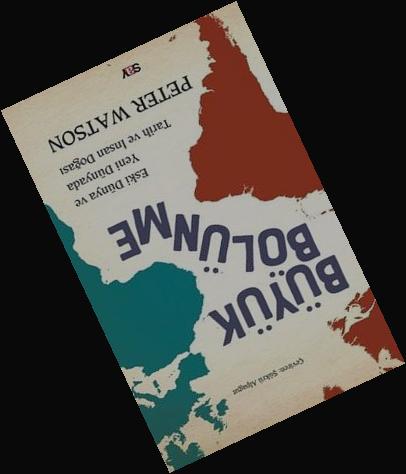 Çeviren: Şükrü Alpagut
BÜYÜK
BÖLÜNME
Eski Dünya ve
Yeni Dünyada
Tarih ve İnsan Doğası
PETER WATSON
say